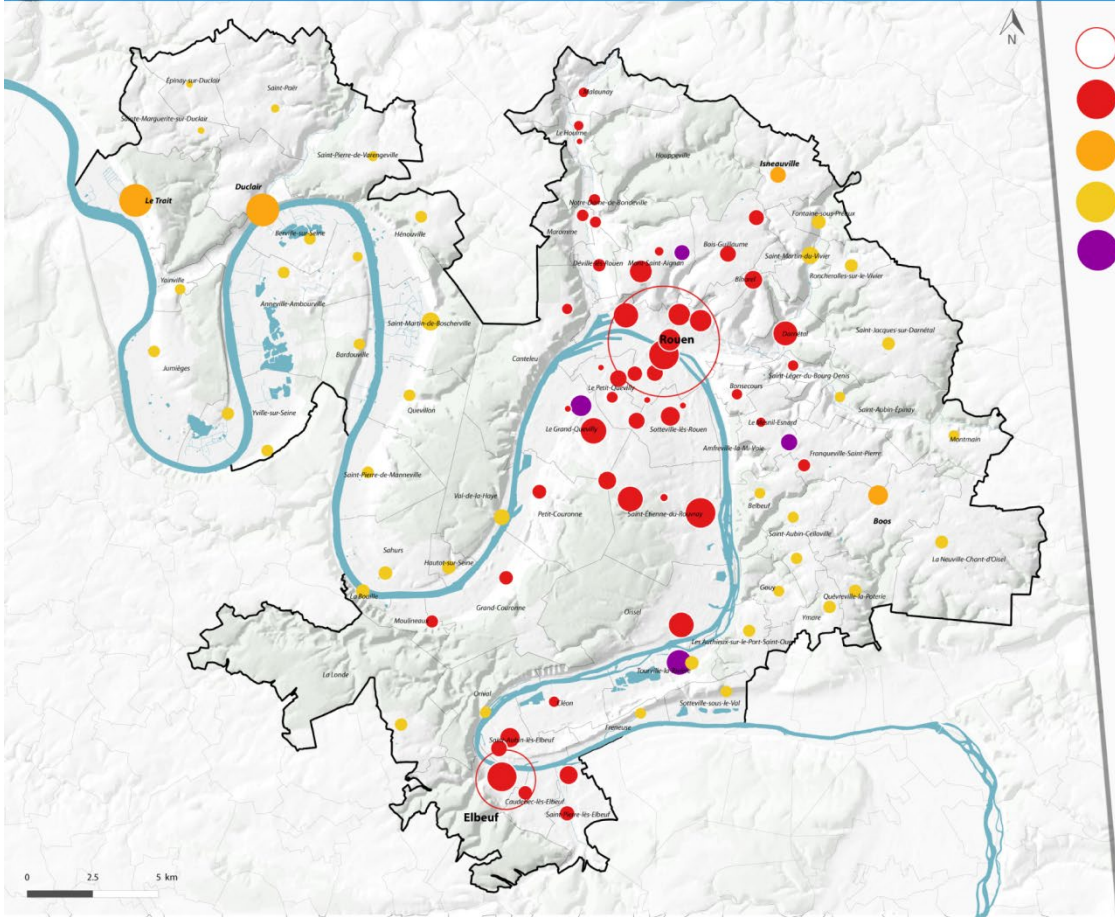 N
Malaunay
Épinay-sur-Duclair
Saint-Paër
Sainte-Marguerite-sur-Duclair
Le Houlme
Houppeville
Saint-Pierre-de-Varengeville
Isneauville
Duclair
Le Trait
Notre-Dame-de-Bondeville
Fontaine-sous-Préaux
Berville-sur-Seine
Hénouville
Maromme
Bois-Guillaume
Saint-Martin-du-Vivier
Déville-lès-Rouen
Mont-Saint-Aignan
Roncherolles-sur-le-Vivier
Yainville
Bihorel
Anneville-Ambourville
Saint-Martin-de-Boscherville
Darnétal
Saint-Jacques-sur-Darnétal
Rouen
Bardouville
Canteleu
Jumièges
Saint-Léger-du-Bourg-Denis
Le Petit-Quevilly
Quevillon
Bonsecours
Saint-Aubin-Épinay
Yville-sur-Seine
Sotteville-lès-Rouen
Le Mesnil-Esnard
Le Grand-Quevilly
Montmain
Amfreville-la-Mi-Voie
Franqueville-Saint-Pierre
Saint-Pierre-de-Manneville
Val-de-la-Haye
Belbeuf
Petit-Couronne
Saint-Étienne-du-Rouvray
Boos
Saint-Aubin-Celloville
Sahurs
La Neuville-Chant-d'Oisel
Hautot-sur-Seine
La Bouille
Gouy
Quévreville-la-Poterie
Grand-Couronne
Oissel
Ymare
Moulineaux
Les Authieux-sur-le-Port-Saint-Ouen
La Londe
Tourville-la-Rivière
Orival
Cléon
Sotteville-sous-le-Val
Freneuse
Saint-Aubin-lès-Elbeuf
Caudebec-lès-Elbeuf
Elbeuf
Saint-Pierre-lès-Elbeuf
0 2.5 5 km